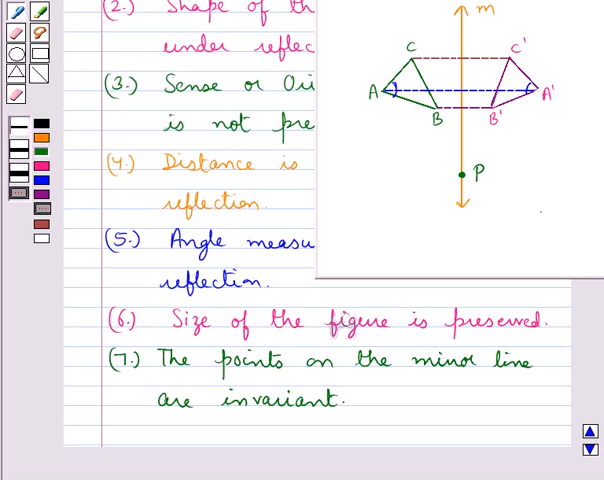 (2.) Shape of th
under reflec
(3.) Sense or Ori
is not pre
(4.) Distance is
reflection.
(5.) Angle measu
reflection.
(6.) Size of the figure is preserved.
(7.) The points on the mirror line
are invariant.
m
C C'
A A'
B B'
P